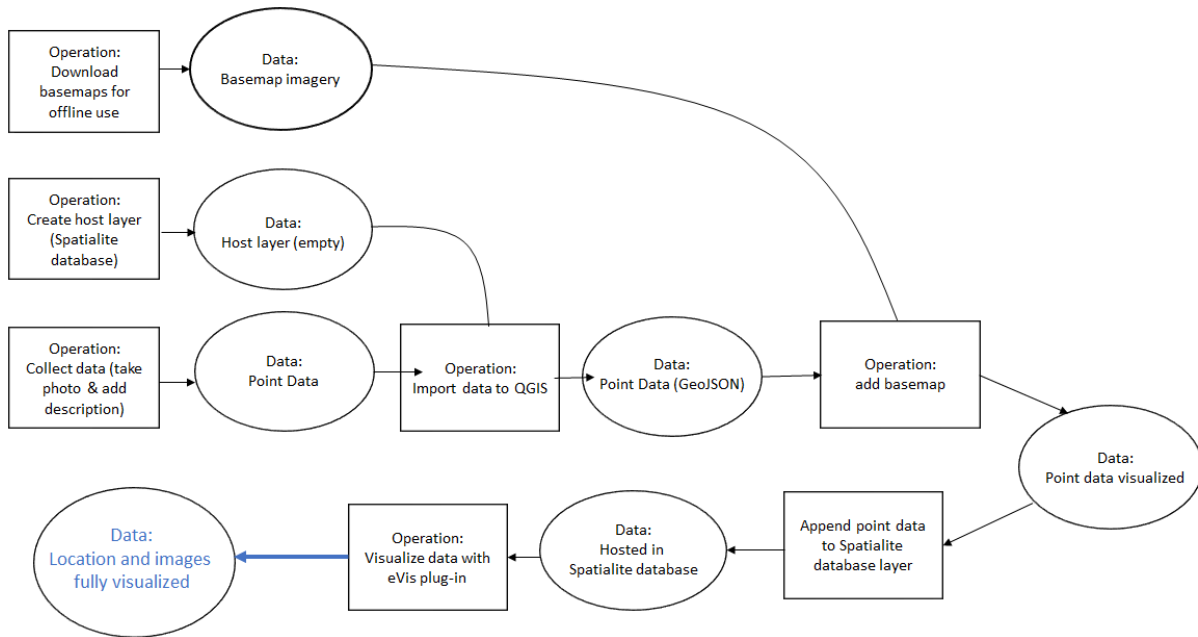 Operation:
Download
basemaps for
offline use
Data:
Basemap imagery
Operation:
Create host layer
(Spatialite
database)
Data:
Host layer (empty)
Operation:
Collect data (take
photo & add
description)
Data:
Point Data
Operation:
Import data to QGIS
Data:
Point Data (GeoJSON)
Operation:
add basemap
Data:
Point data visualized
Append point data
to Spatialite
database layer
Data:
Hosted in
Spatialite database
Operation:
Visualize data with
eVis plug-in
Data:
Location and images
fully visualized